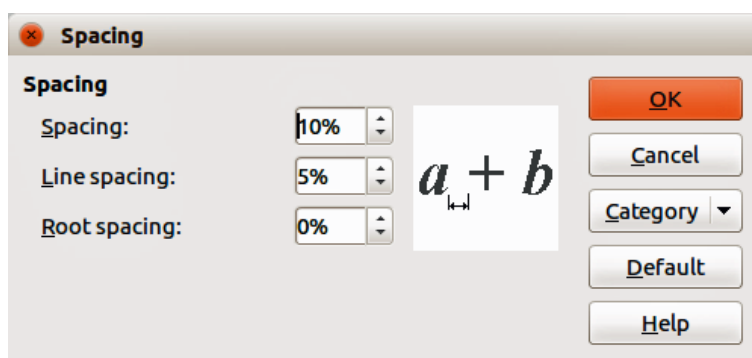 Spacing
Spacing
Spacing: 10%
Line spacing: 5%
Root spacing: 0%
a + b
OK
Cancel
Category
Default
Help